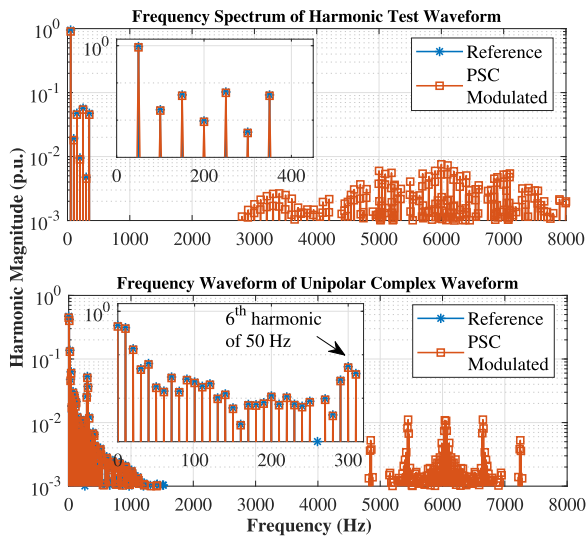 Frequency Spectrum of Harmonic Test Waveform
10^0
10^-1
10^-2
10^-3
10^0
0 200 400
Reference
PSC
Modulated
0 1000 2000 3000 4000 5000 6000 7000 8000
Harmonic Magnitude (p.u.)
Frequency Waveform of Unipolar Complex Waveform
10^0
10^-1
10^-2
10^-3
10^0
6^th harmonic
of 50 Hz
0 100 200 300
Reference
PSC
Modulated
0 1000 2000 3000 4000 5000 6000 7000 8000
Frequency (Hz)